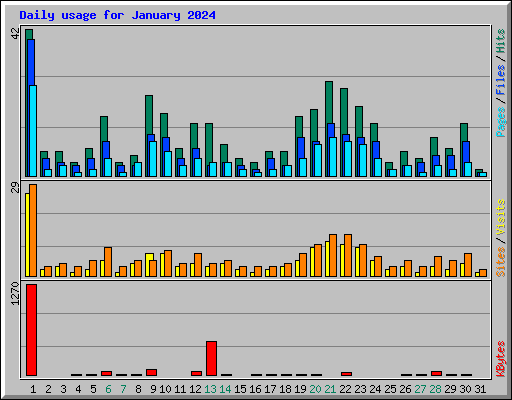 Daily usage for January 2024
42
Pages / Files / Hits
29
Sites / Visits
1270
KBytes
1 2 3 4 5 6 7 8 9 10 11 12 13 14 15 16 17 18 19 20 21 22 23 24 25 26 27 28 29 30 31